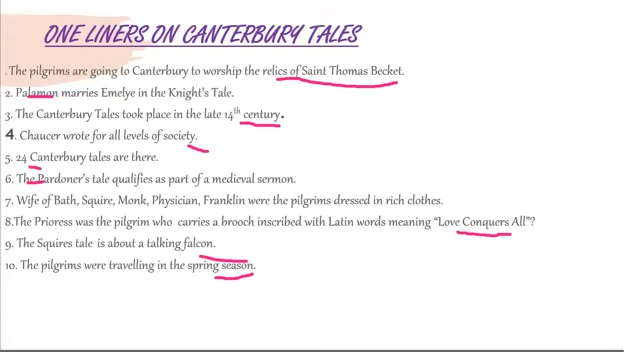 ONE LINERS ON CANTERBURY TALES
.The pilgrims are going to Canterbury to worship the relics of Saint Thomas Becket.
2. Palamon marries Emelye in the Knight's Tale.
3. The Canterbury Tales took place in the late 14th century.
4. Chaucer wrote for all levels of society.
5. 24 Canterbury tales are there.
6. The Pardoner's tale qualifies as part of a medieval sermon.
7. Wife of Bath, Squire, Monk, Physician, Franklin were the pilgrims dressed in rich clothes.
8.The Prioress was the pilgrim who carries a brooch inscribed with Latin words meaning “Love Conquers All”?
9. The Squires tale is about a talking falcon.
10. The pilgrims were travelling in the spring season.